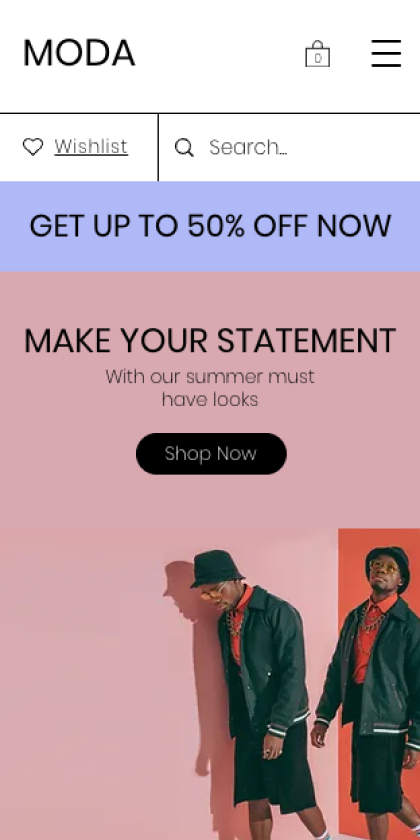 MODA
0
Wishlist
Search...
GET UP TO 50% OFF NOW
MAKE YOUR STATEMENT
With our summer must
have looks
Shop Now